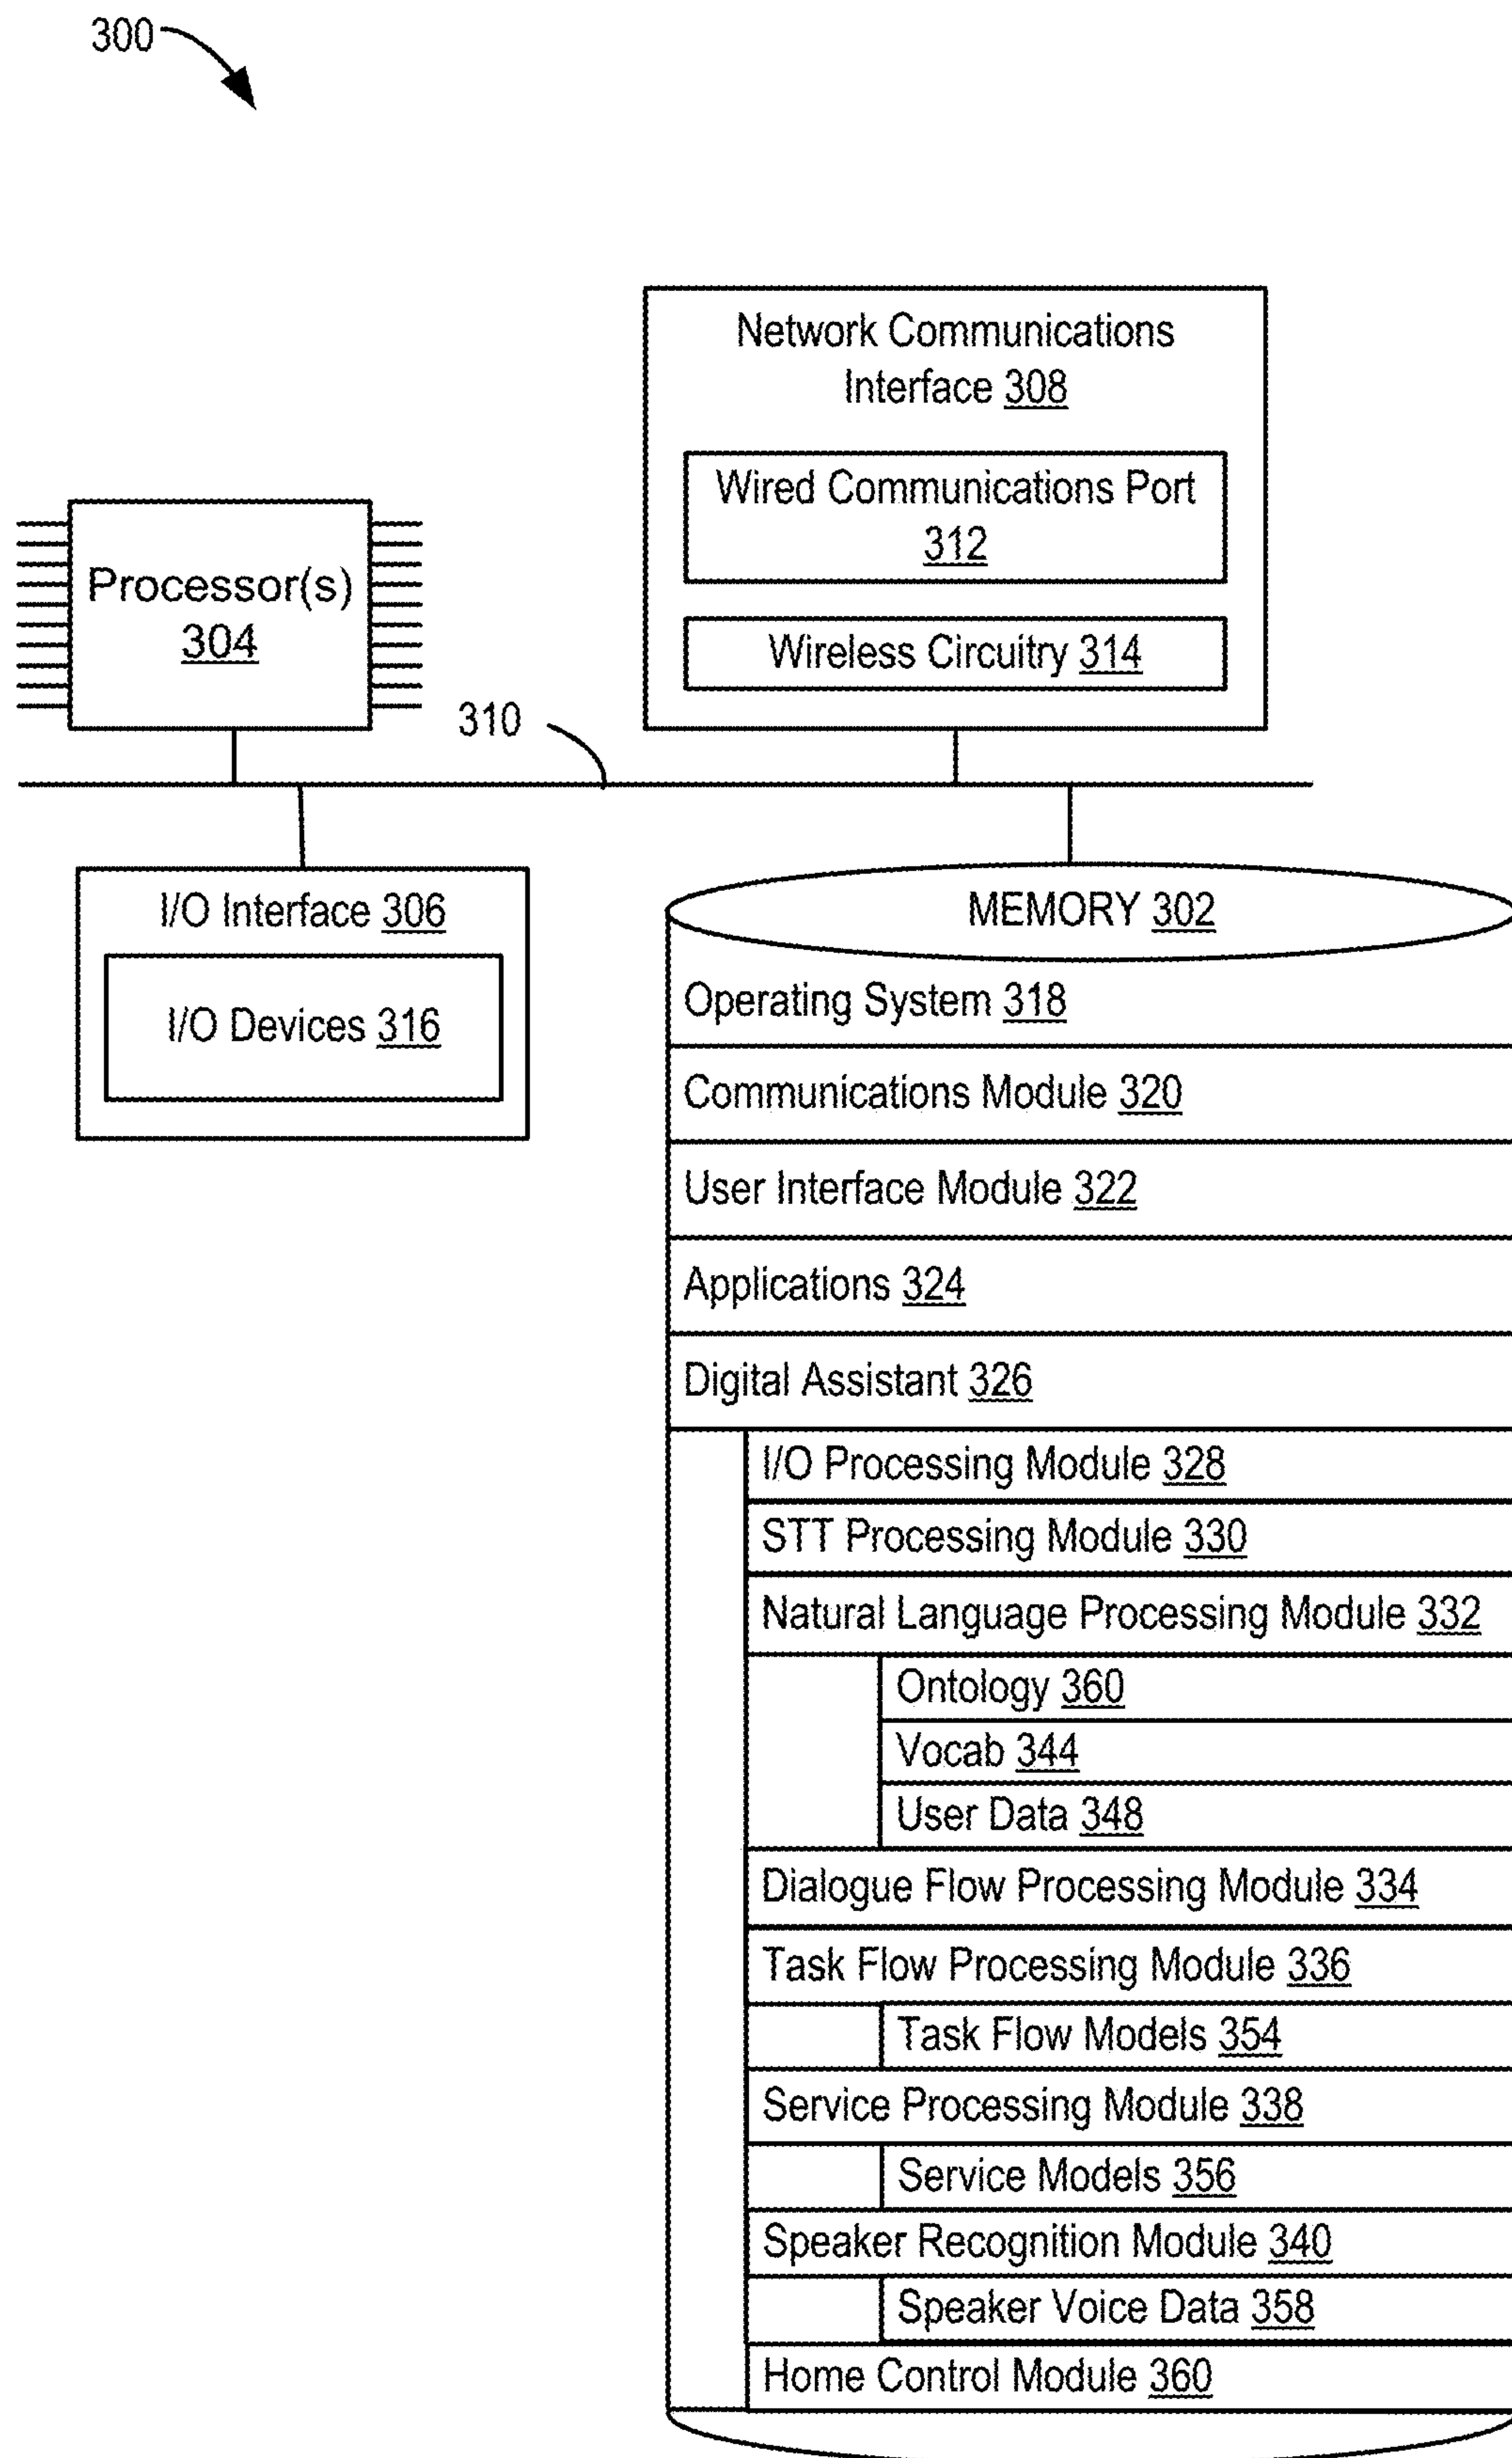 300
Network Communications
Interface 308
Wired Communications Port
312
Wireless Circuitry 314
Processor(s)
304
310
I/O Interface 306
I/O Devices 316
MEMORY 302
Operating System 318
Communications Module 320
User Interface Module 322
Applications 324
Digital Assistant 326
I/O Processing Module 328
STT Processing Module 330
Natural Language Processing Module 332
Ontology 360
Vocab 344
User Data 348
Dialogue Flow Processing Module 334
Task Flow Processing Module 336
Task Flow Models 354
Service Processing Module 338
Service Models 356
Speaker Recognition Module 340
Speaker Voice Data 358
Home Control Module 360